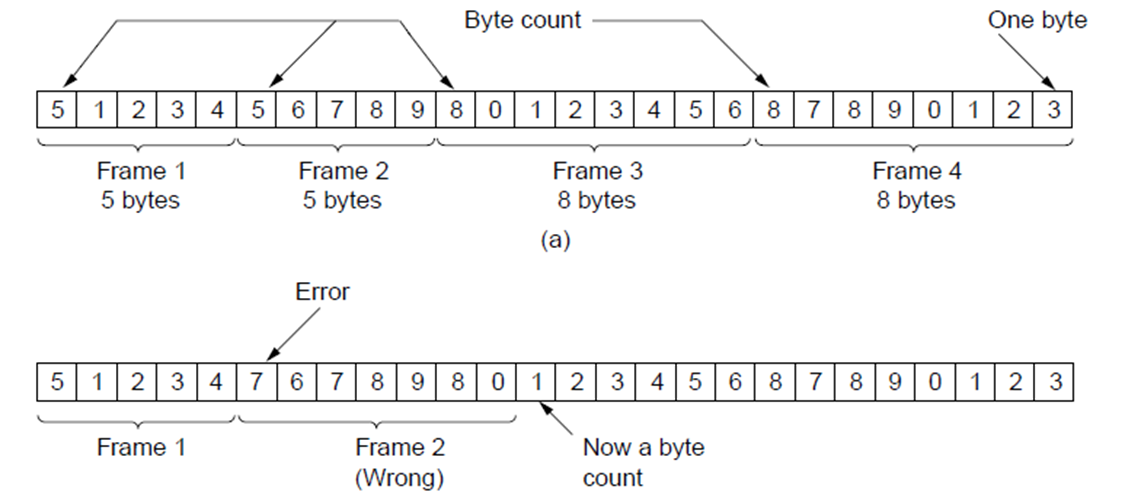 Byte count One byte
5 1 2 3 4 5 6 7 8 9 8 0 1 2 3 4 5 6 8 7 8 9 0 1 2 3
Frame 1 Frame 2 Frame 3 Frame 4
5 bytes 5 bytes 8 bytes 8 bytes
(a)
Error
5 1 2 3 4 7 6 7 8 9 8 0 1 2 3 4 5 6 8 7 8 9 0 1 2 3
Frame 1 Frame 2 Now a byte
(Wrong) count